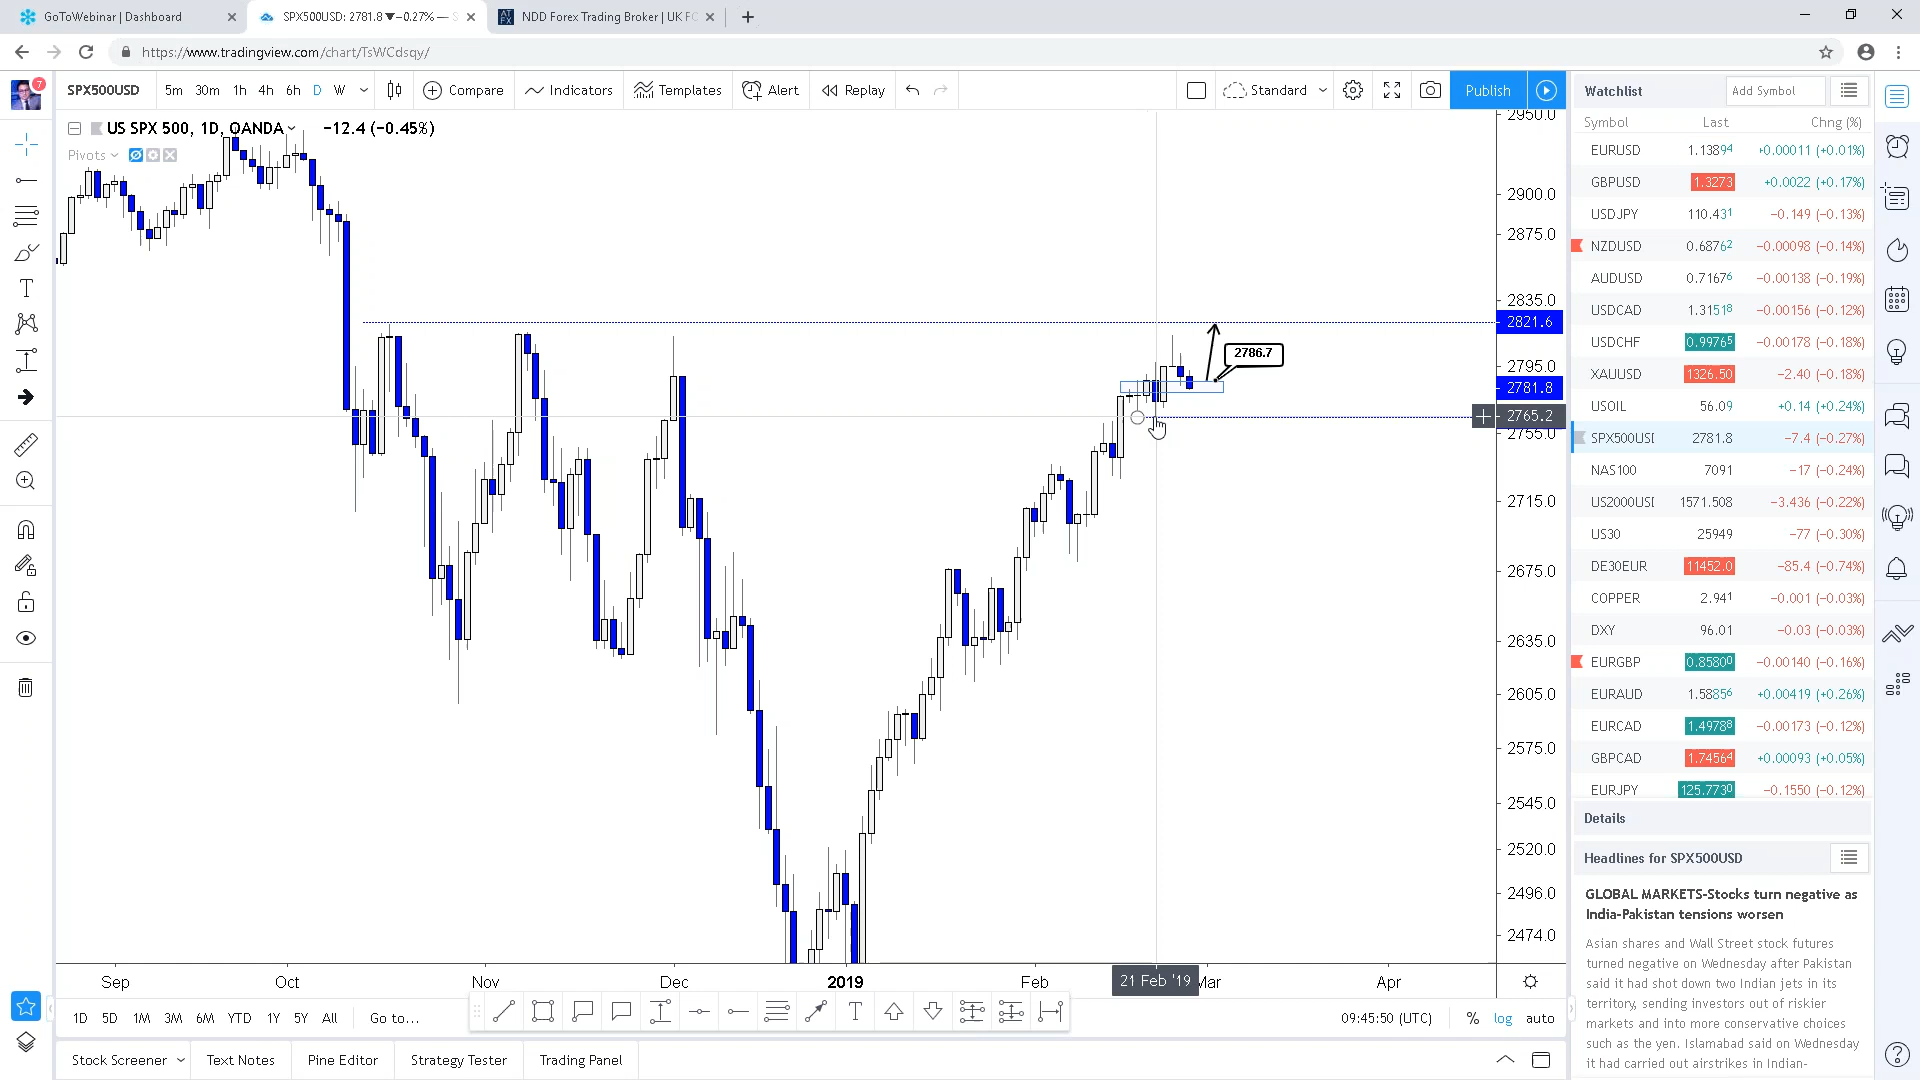 GoToWebinar | Dashboard
SPX500USD: 2781.8 ▼−0.27% — S
NDD Forex Trading Broker | UK FC
https://www.tradingview.com/chart/TsWCdsqy/
7
SPX500USD 5m 30m 1h 4h 6h D W Compare Indicators Templates Alert Replay Standard Publish
US SPX 500, 1D, OANDA −12.4 (−0.45%)
Pivots
2950.0
2900.0
2875.0
2835.0
2821.6
2786.7
2795.0
2781.8
2765.2
2755.0
2715.0
2675.0
2635.0
2605.0
2575.0
2545.0
2520.0
2496.0
2474.0
Sep Oct Nov Dec 2019 Feb 21 Feb '19 Mar Apr
1D 5D 1M 3M 6M YTD 1Y 5Y All Go to... T 09:45:50 (UTC) % log auto
Stock Screener Text Notes Pine Editor Strategy Tester Trading Panel
Watchlist Add Symbol
Symbol Last Chng (%)
EURUSD 1.13894 +0.00011 (+0.01%)
GBPUSD 1.3273 +0.0022 (+0.17%)
USDJPY 110.431 −0.149 (−0.13%)
NZDUSD 0.68762 −0.00098 (−0.14%)
AUDUSD 0.71676 −0.00138 (−0.19%)
USDCAD 1.31518 −0.00156 (−0.12%)
USDCHF 0.99765 −0.00178 (−0.18%)
XAUUSD 1326.50 −2.40 (−0.18%)
USOIL 56.09 +0.14 (+0.24%)
SPX500USI 2781.8 −7.4 (−0.27%)
NAS100 7091 −17 (−0.24%)
US2000USI 1571.508 −3.436 (−0.22%)
US30 25949 −77 (−0.30%)
DE30EUR 11452.0 −85.4 (−0.74%)
COPPER 2.941 −0.001 (−0.03%)
DXY 96.01 −0.03 (−0.03%)
EURGBP 0.85800 −0.00140 (−0.16%)
EURAUD 1.58856 +0.00419 (+0.26%)
EURCAD 1.49788 −0.00173 (−0.12%)
GBPCAD 1.74564 +0.00093 (+0.05%)
EURJPY 125.7730 −0.1550 (−0.12%)
Details
Headlines for SPX500USD
GLOBAL MARKETS-Stocks turn negative as
India-Pakistan tensions worsen
Asian shares and Wall Street stock futures
turned negative on Wednesday after Pakistan
said it had shot down two Indian jets in its
territory, sending investors out of riskier
markets and into more conservative choices
such as the yen. Islamabad said on Wednesday
it had carried out airstrikes in Indian-